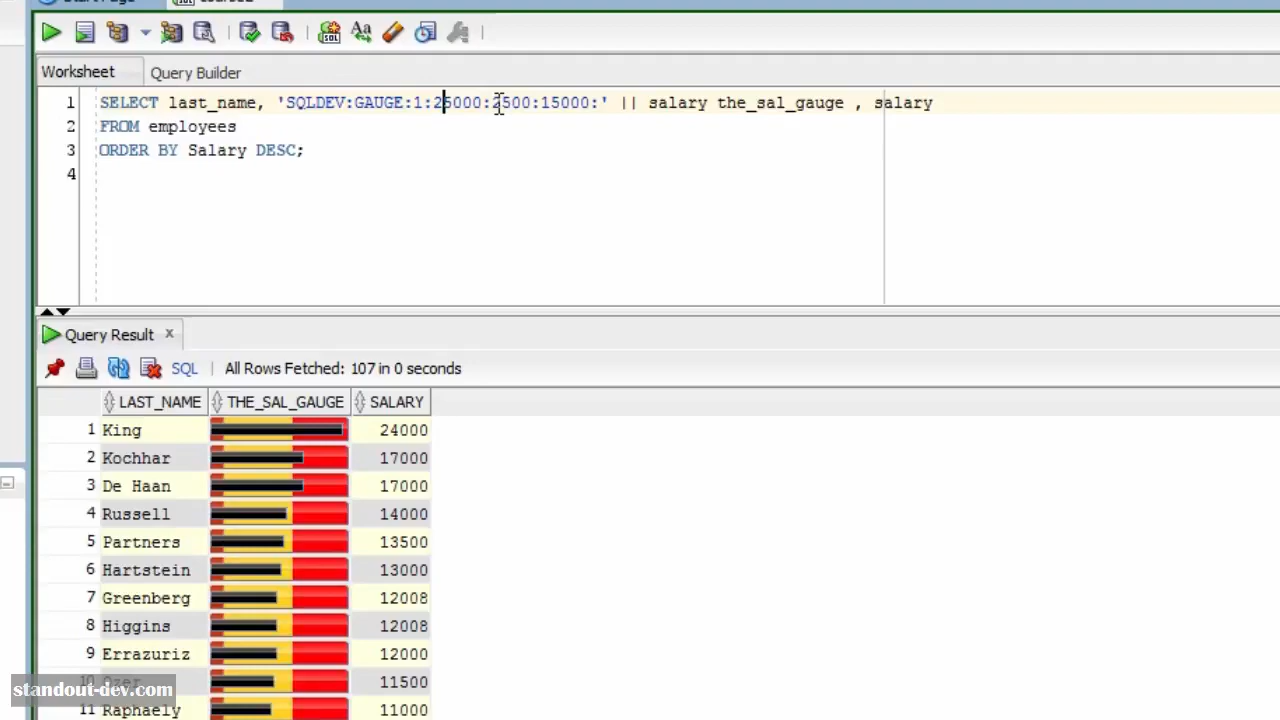 Worksheet Query Builder
1 SELECT last_name, 'SQLDEV:GAUGE:1:25000:2500:15000:' || salary the_sal_gauge , salary
2 FROM employees
3 ORDER BY Salary DESC;
4
Query Result x
SQL | All Rows Fetched: 107 in 0 seconds
LAST_NAME THE_SAL_GAUGE SALARY
1 King 24000
2 Kochhar 17000
3 De Haan 17000
4 Russell 14000
5 Partners 13500
6 Hartstein 13000
7 Greenberg 12008
8 Higgins 12008
9 Errazuriz 12000
10 Ozer 11500
11 Raphaely 11000
standout-dev.com